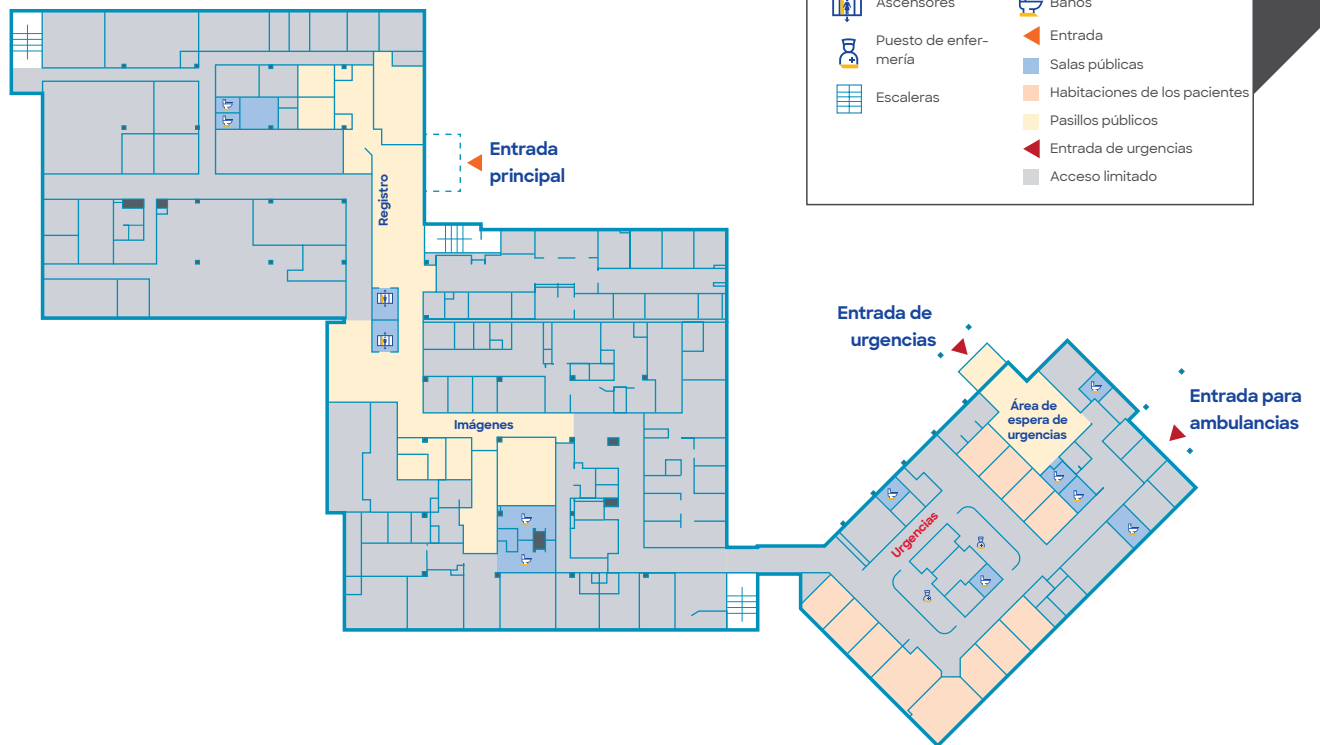 Ascensores
Puesto de enfer-
mería
Escaleras
Baños
Entrada
Salas públicas
Habitaciones de los pacientes
Pasillos públicos
Entrada de urgencias
Acceso limitado
Entrada
principal
Registro
Imágenes
Entrada de
urgencias
Área de
espera de
urgencias
Entrada para
ambulancias
Urgencias